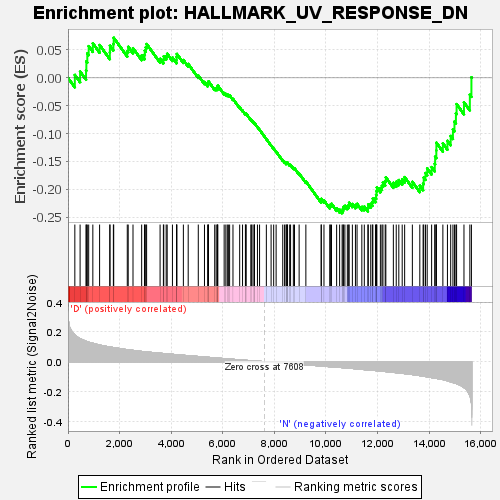 Enrichment plot: HALLMARK_UV_RESPONSE_DN
Enrichment score (ES)
0.05
0.00
-0.05
-0.10
-0.15
-0.20
-0.25
'D' (positively correlated)
Ranked list metric (Signal2Noise)
0.4
0.2
0.0
-0.2
-0.4
Zero cross at 7608
'N' (negatively correlated)
0 2,000 4,000 6,000 8,000 10,000 12,000 14,000 16,000
Rank in Ordered Dataset
Enrichment profile Hits Ranking metric scores